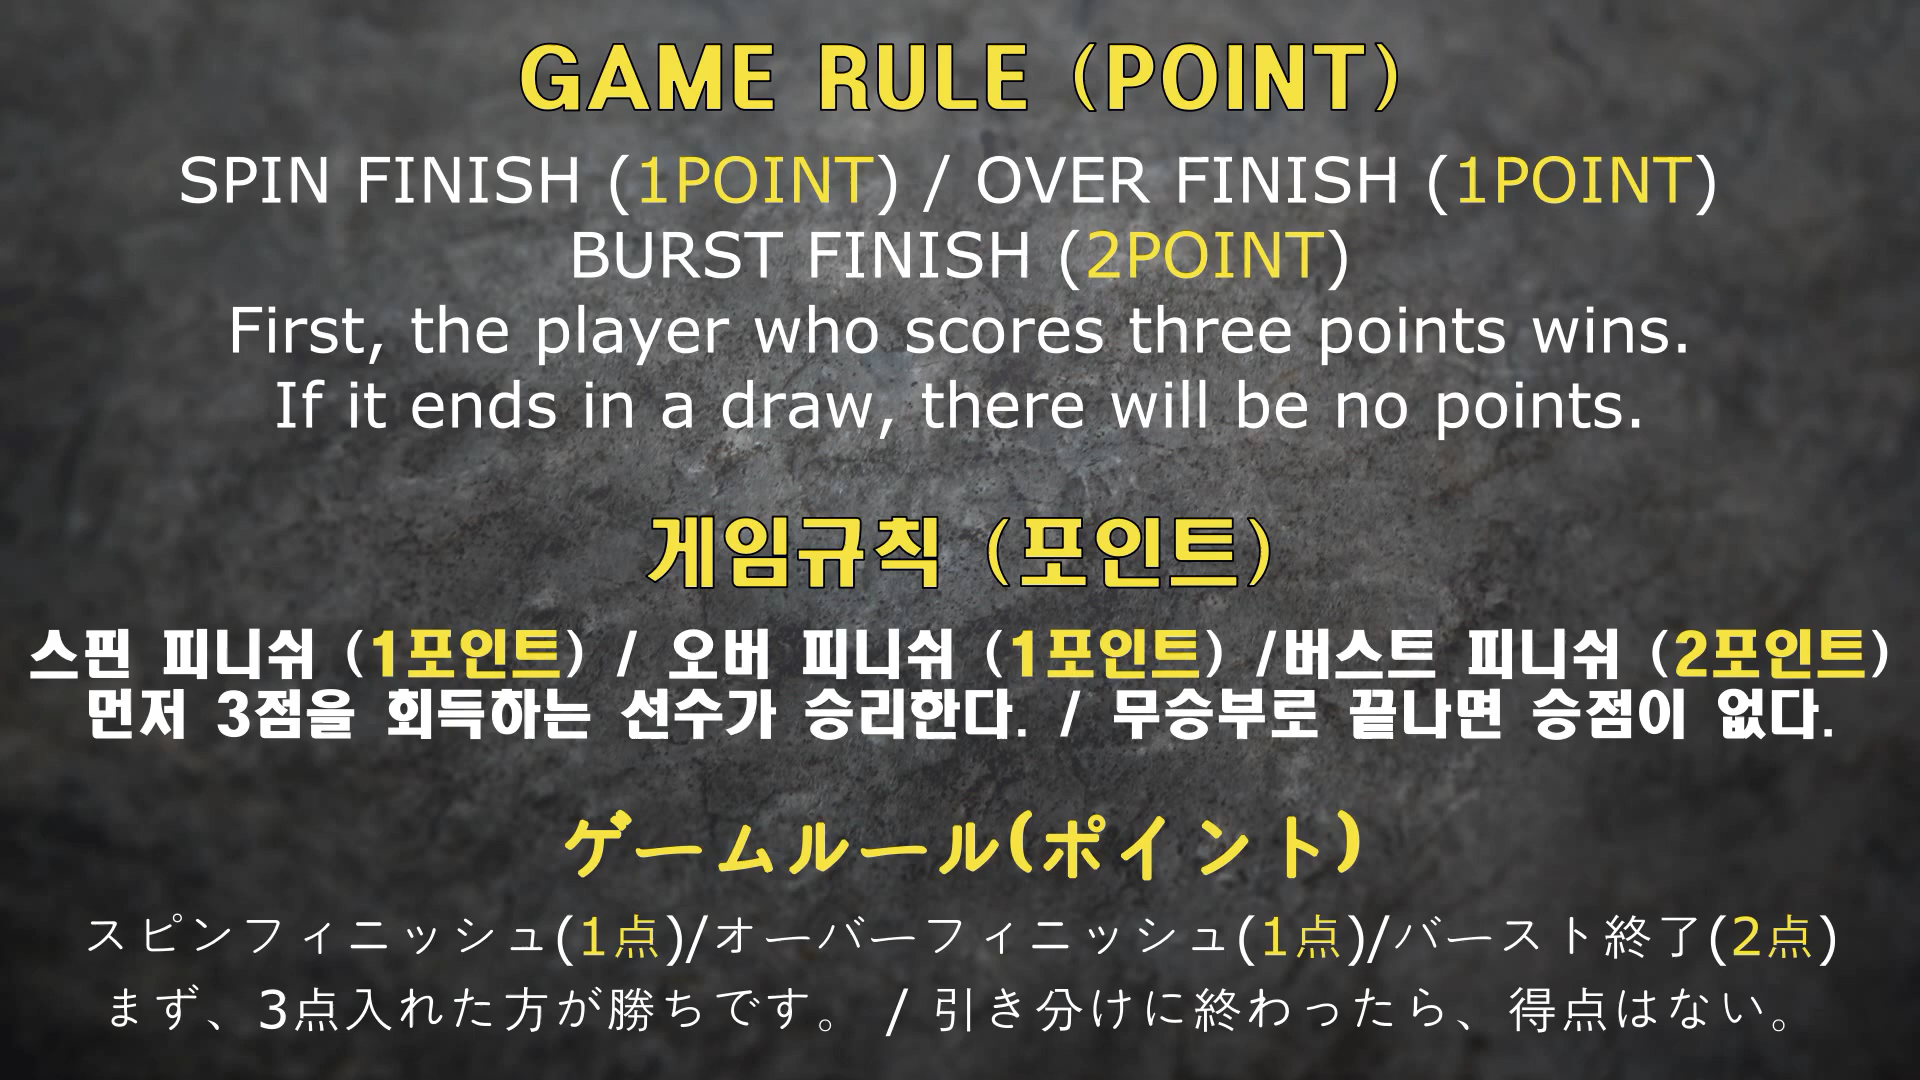 GAME RULE (POINT)
SPIN FINISH (1POINT) / OVER FINISH (1POINT)
BURST FINISH (2POINT)
First, the player who scores three points wins.
If it ends in a draw, there will be no points.
게임규칙 (포인트)
스핀 피니쉬 (1포인트) / 오버 피니쉬 (1포인트) /버스트 피니쉬 (2포인트)
먼저 3점을 회득하는 선수가 승리한다. / 무승부로 끝나면 승점이 없다.
ゲームルール(ポイント)
スピンフィニッシュ(1点)/オーバーフィニッシュ(1点)/バースト終了(2点)
まず、3点入れた方が勝ちです。 / 引き分けに終わったら、得点はない。